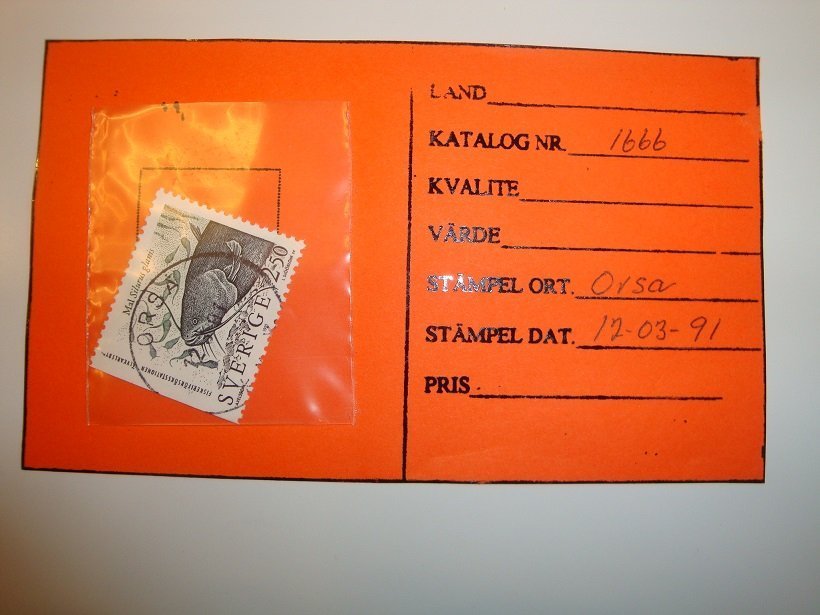 Mal Silurus glanis
2.50
SVERIGE
ORSA
LAND
KATALOG NR. 1666
KVALITE
VÄRDE
STÄMPEL ORT. Orsa
STÄMPEL DAT. 12-03-91
PRIS